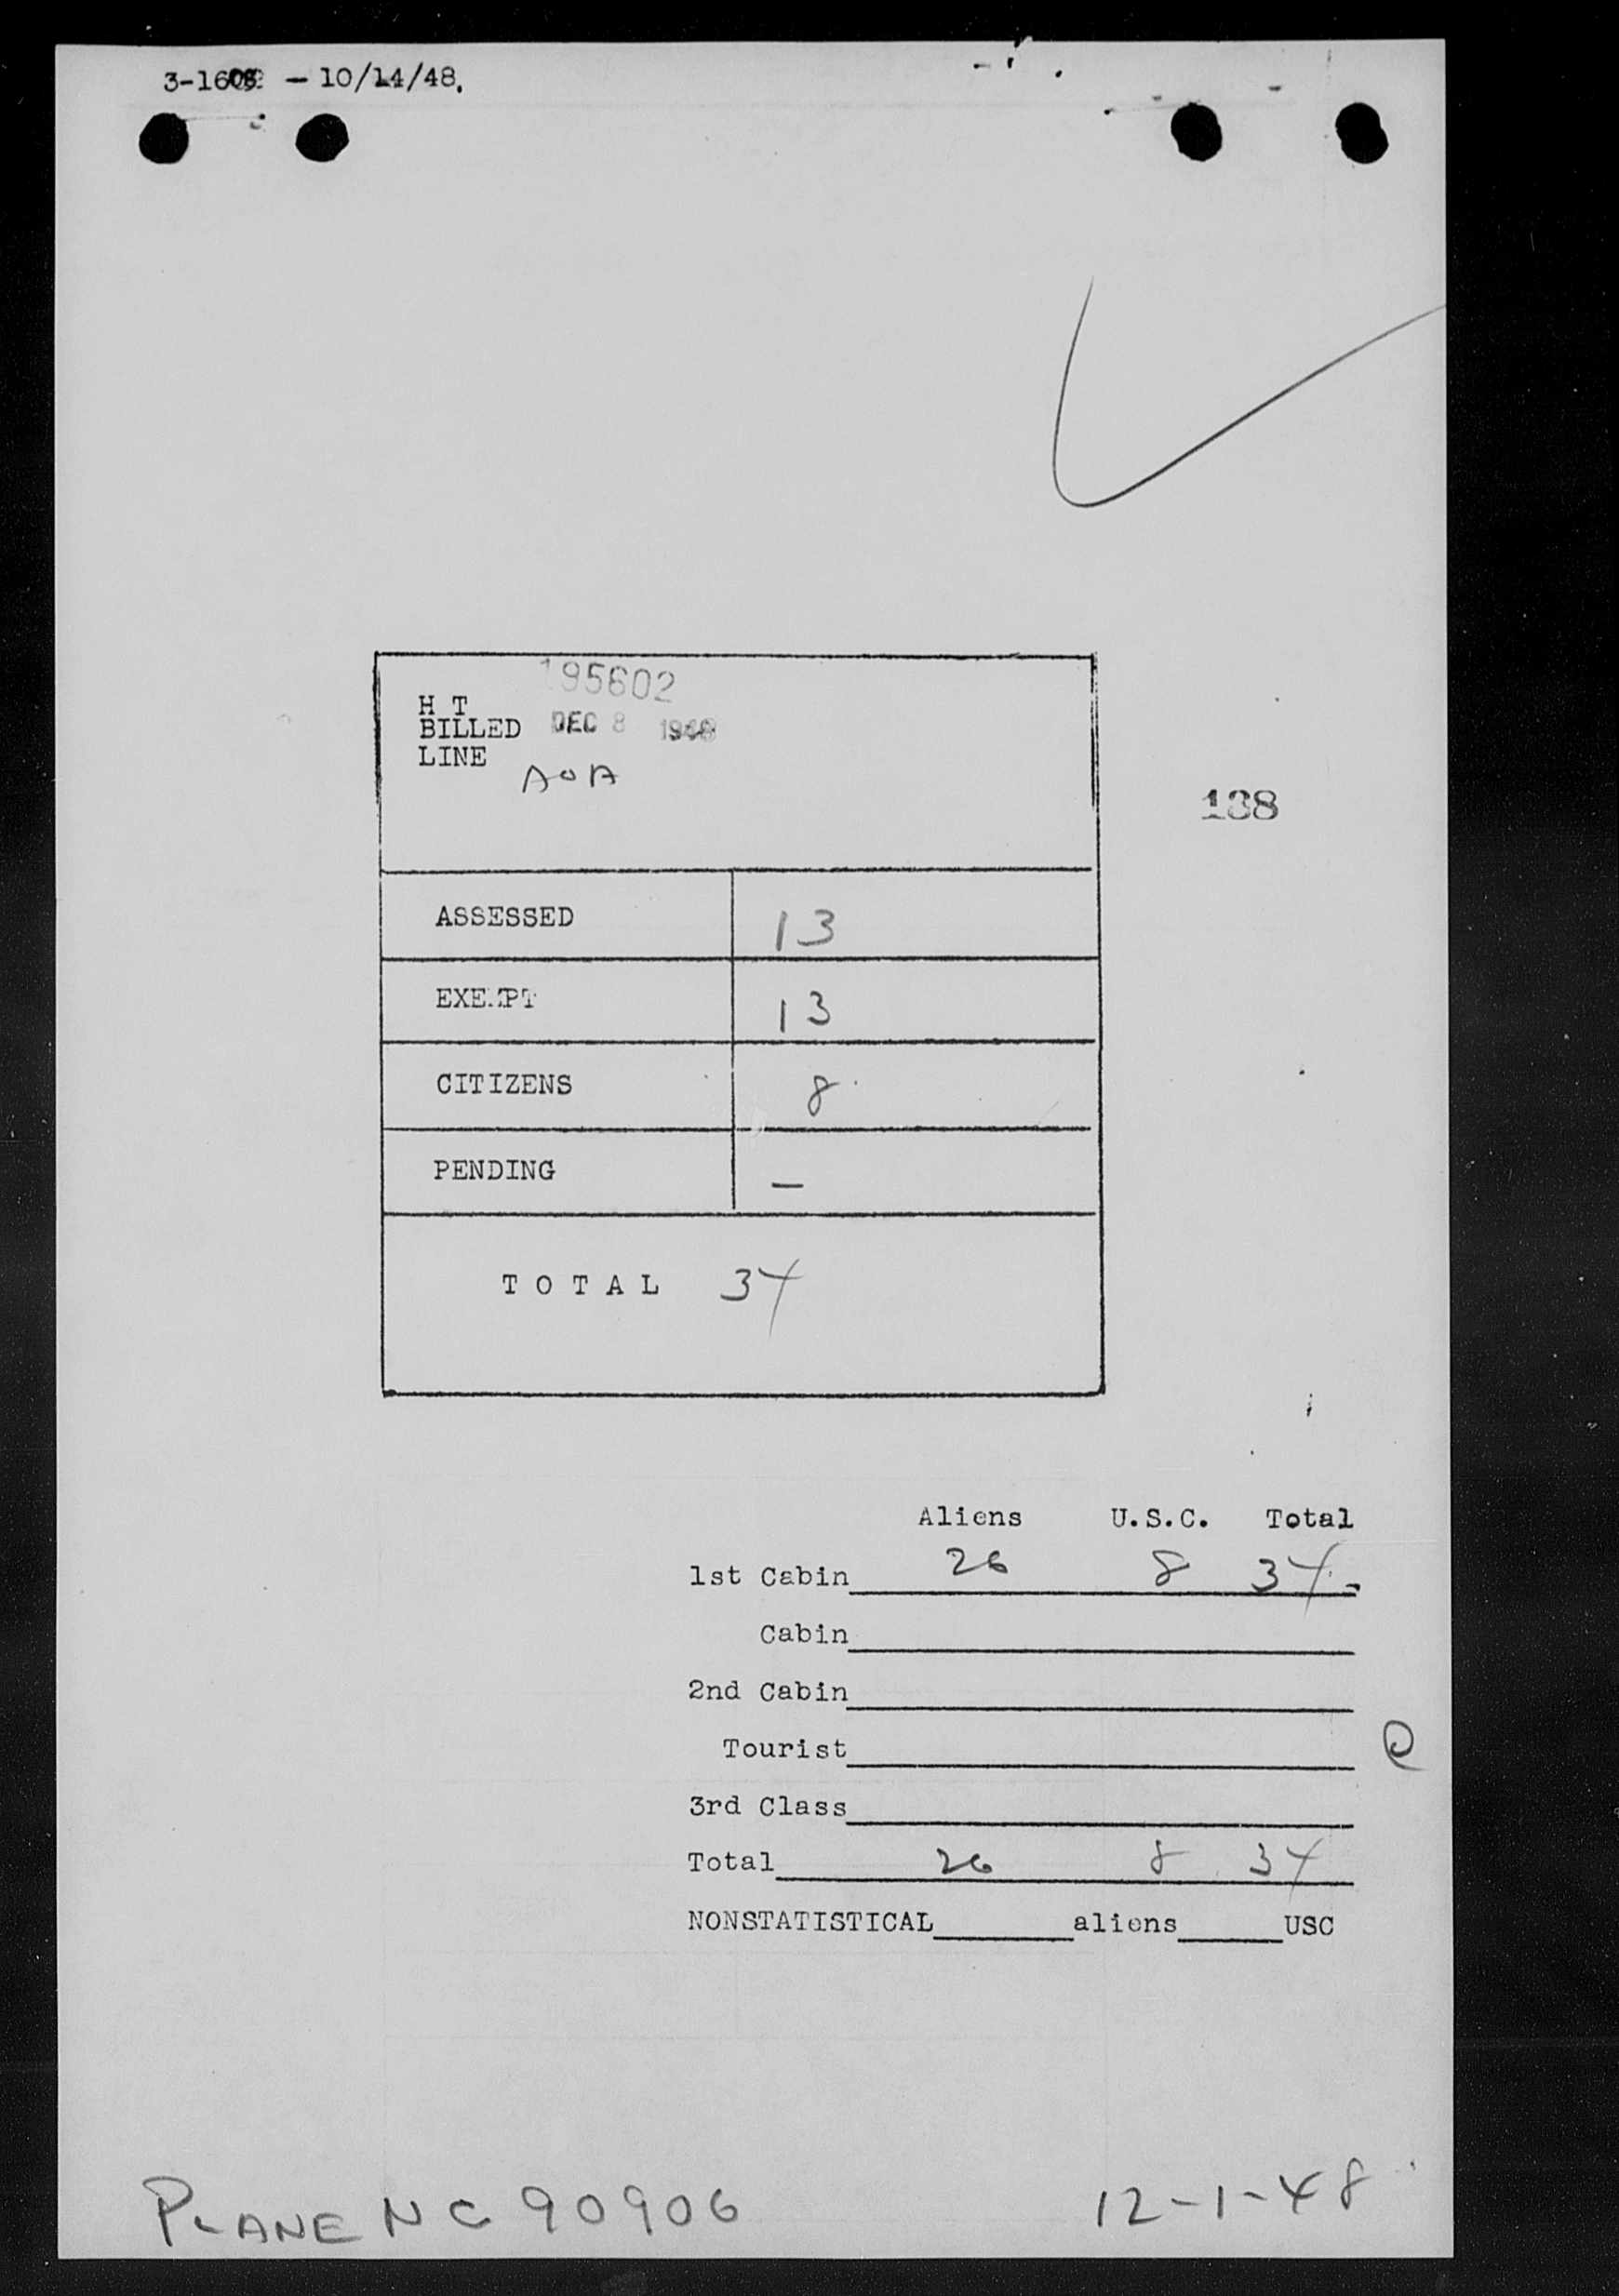 — 10/14/48.
195602
H T
BILLED DEC 8 1948
LINE
AOA
138
ASSESSED 13
EXEMPT 13
CITIZENS 8
PENDING —
TOTAL 34
Aliens U.S.C. Total
1st Cabin 26 8 34
Cabin
2nd Cabin
Tourist
3rd Class
Total 26 8 34
NONSTATISTICAL aliens USC
PLANE NC 90906 12-1-48